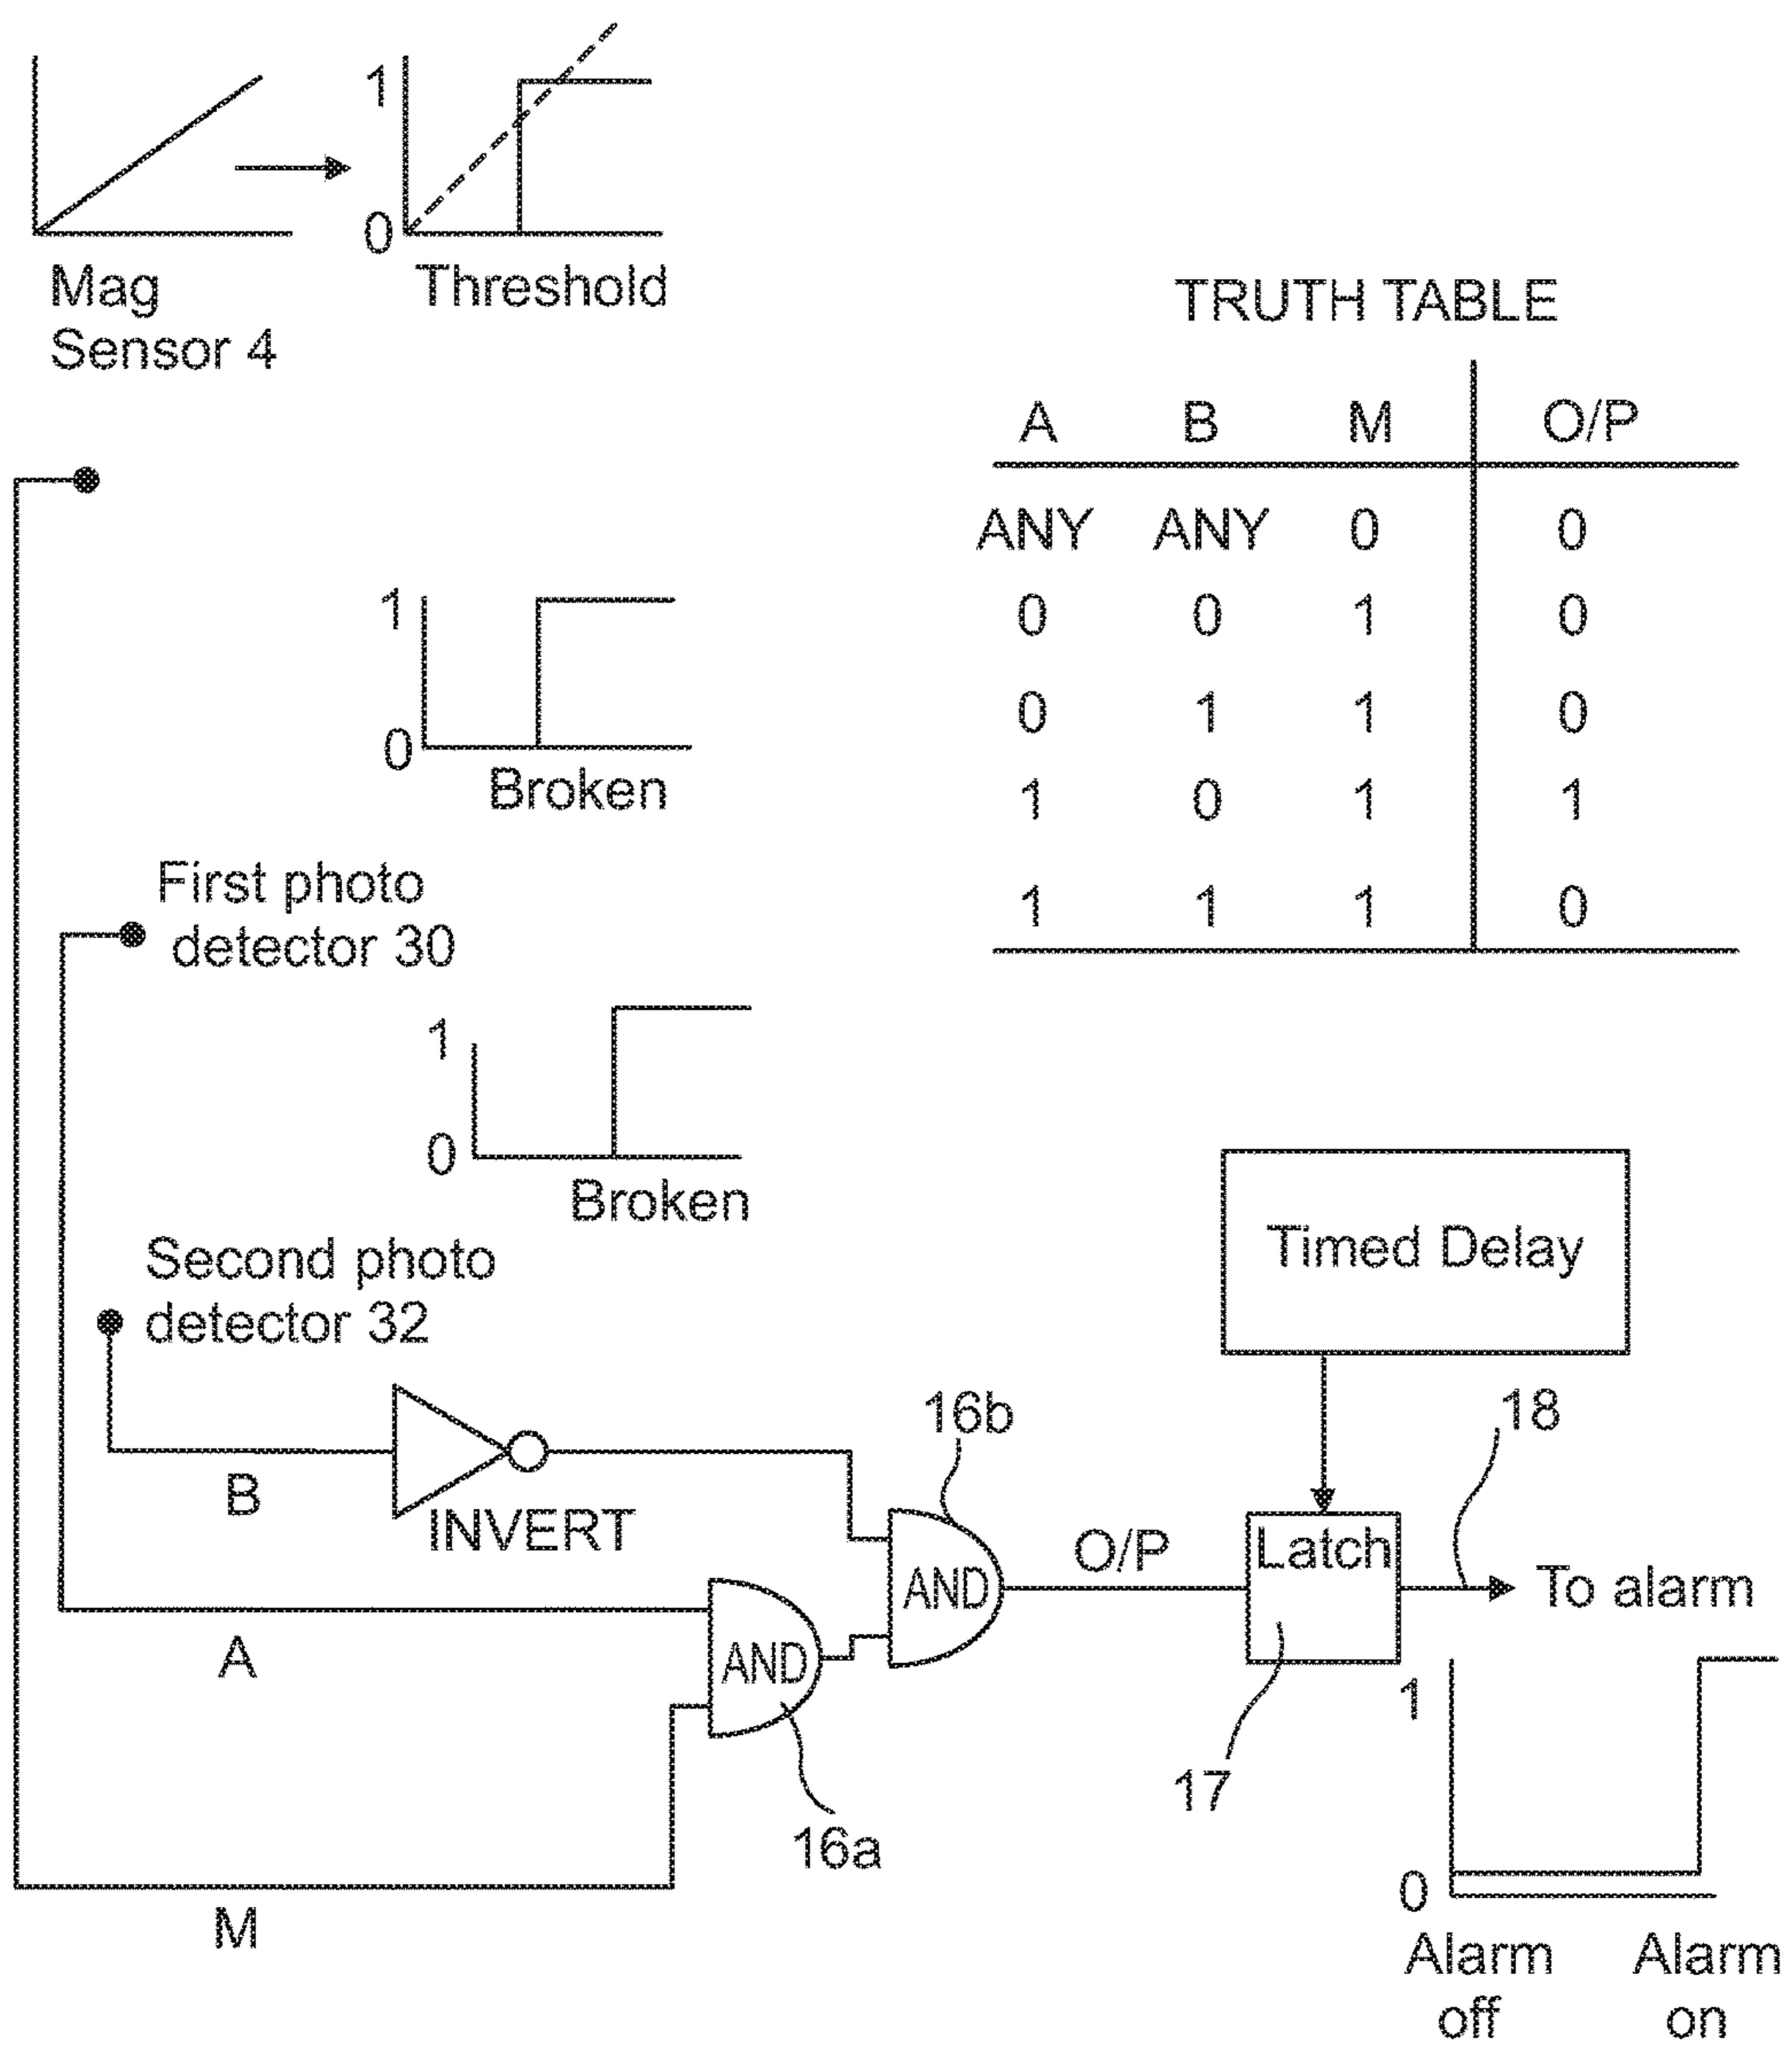 1
0
Mag
Sensor 4
Threshold
TRUTH TABLE
A B M O/P
ANY ANY 0 0
0 0 1 0
0 1 1 0
1 0 1 1
1 1 1 0
1
0
Broken
First photo
detector 30
1
0
Broken
Second photo
detector 32
Timed Delay
B
INVERT
16b
18
AND
O/P
Latch
To alarm
A
AND
16a
17
1
0
M
Alarm
off
Alarm
on